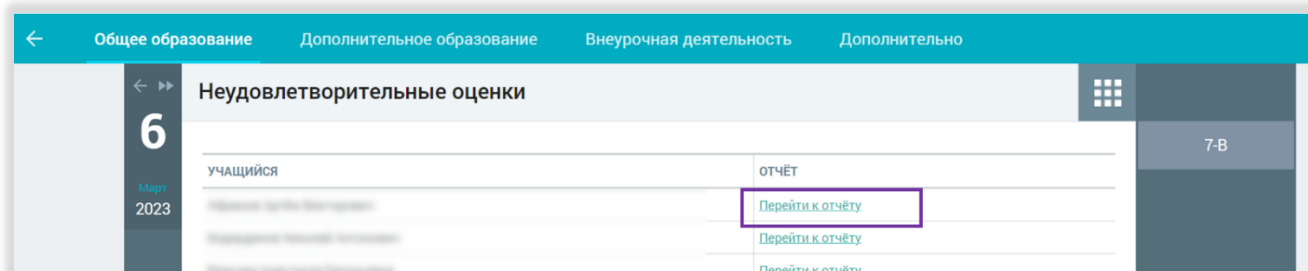 Общее образование Дополнительное образование Внеурочная деятельность Дополнительно
Неудовлетворительные оценки
6
Март
2023
7-В
УЧАЩИЙСЯ ОТЧЁТ
Перейти к отчёту
Перейти к отчёту
Перейти к отчёту